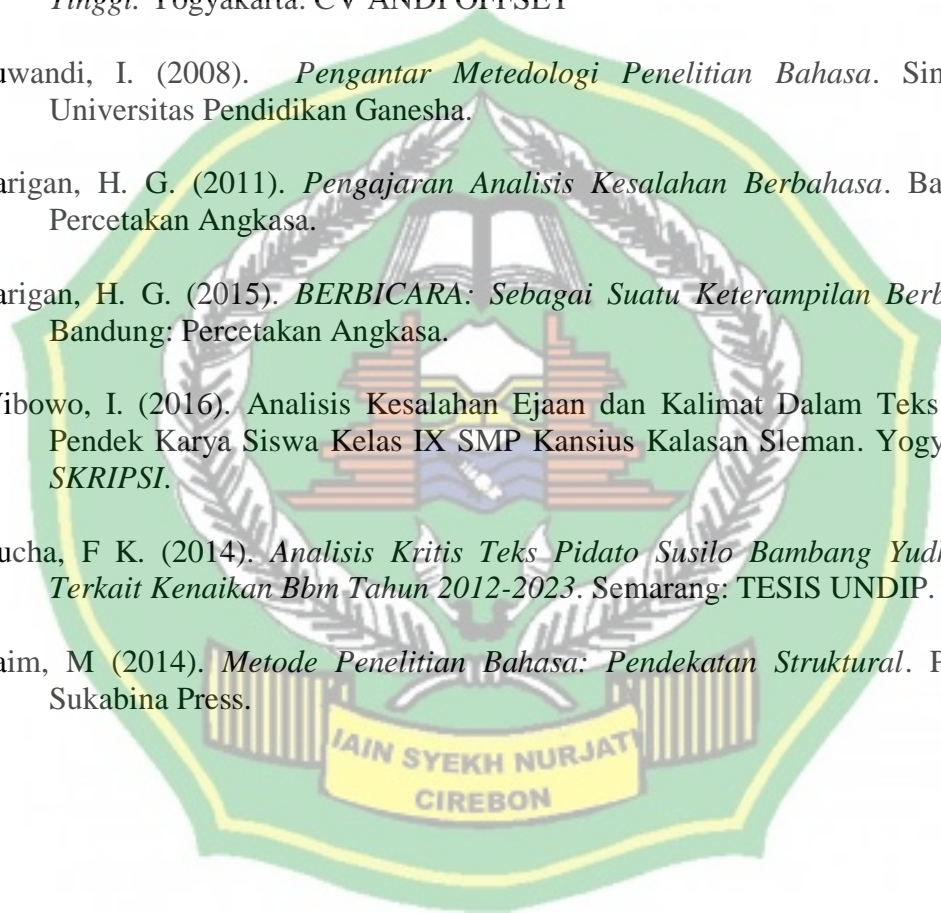 Tinggi. Yogyakarta: CV ANDI OFFSET
uwandi, I. (2008). Pengantar Metedologi Penelitian Bahasa. Sin
Universitas Pendidikan Ganesha.
arigan, H. G. (2011). Pengajaran Analisis Kesalahan Berbahasa. Ba
Percetakan Angkasa.
arigan, H. G. (2015). BERBICARA: Sebagai Suatu Keterampilan Berb
Bandung: Percetakan Angkasa.
Vibowo, I. (2016). Analisis Kesalahan Ejaan dan Kalimat Dalam Teks
Pendek Karya Siswa Kelas IX SMP Kansius Kalasan Sleman. Yogy
SKRIPSI.
ucha, F K. (2014). Analisis Kritis Teks Pidato Susilo Bambang Yudh
Terkait Kenaikan Bbm Tahun 2012-2023. Semarang: TESIS UNDIP.
aim, M (2014). Metode Penelitian Bahasa: Pendekatan Struktural. P
Sukabina Press.
IAIN SYEKH NURJATI
CIREBON